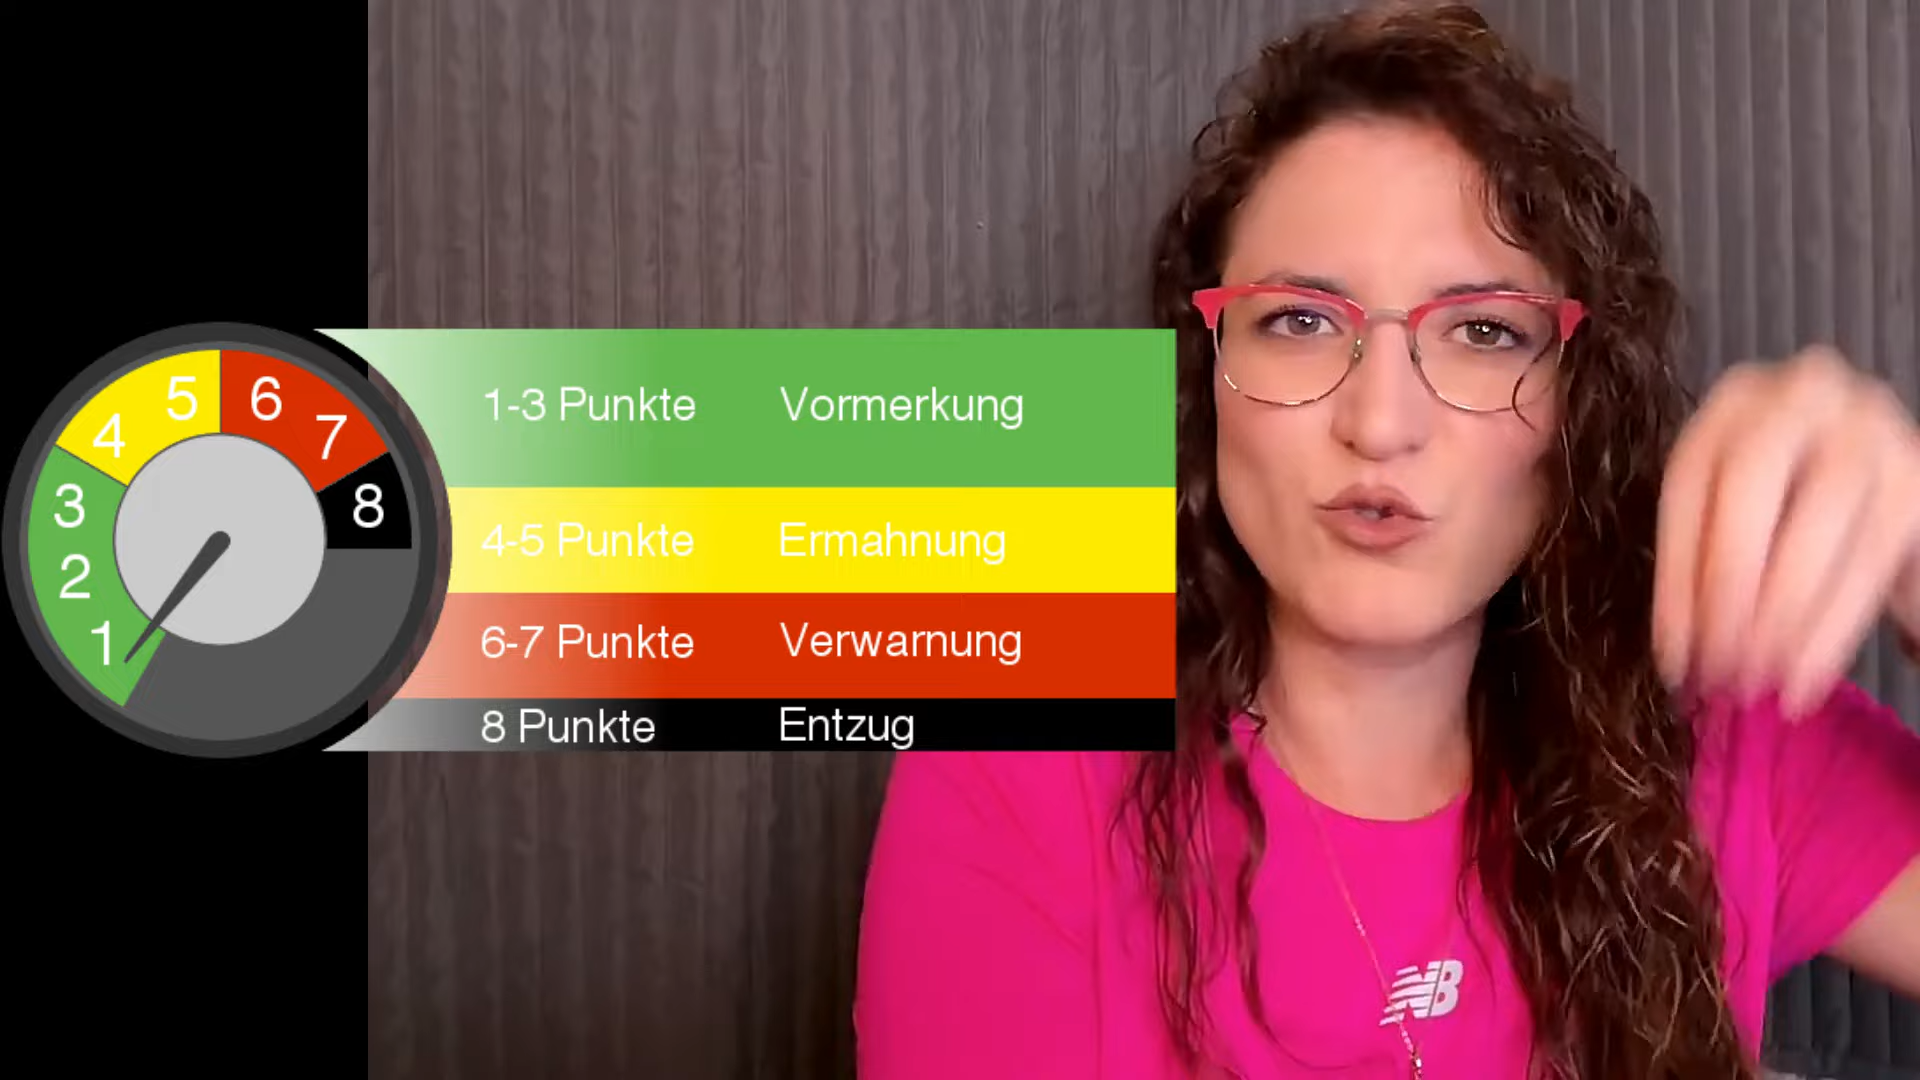 1
2
3
4
5
6
7
8
1-3 Punkte Vormerkung
4-5 Punkte Ermahnung
6-7 Punkte Verwarnung
8 Punkte Entzug
NB